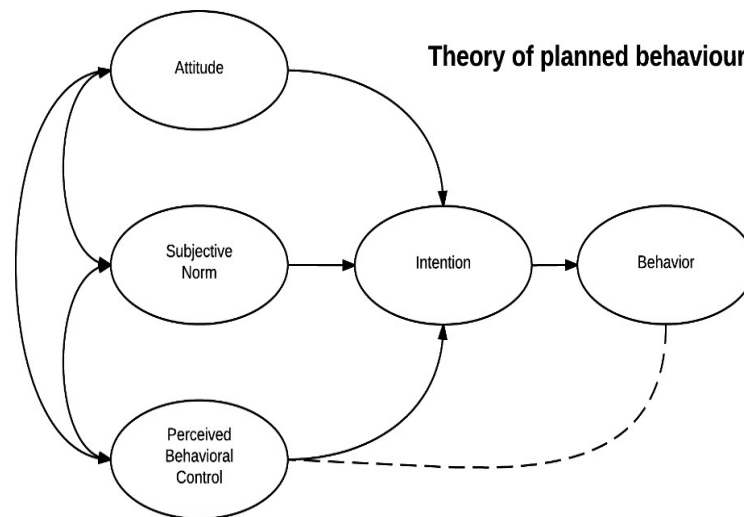 Theory of planned behaviour
Attitude
Subjective
Norm
Intention
Behavior
Perceived
Behavioral
Control